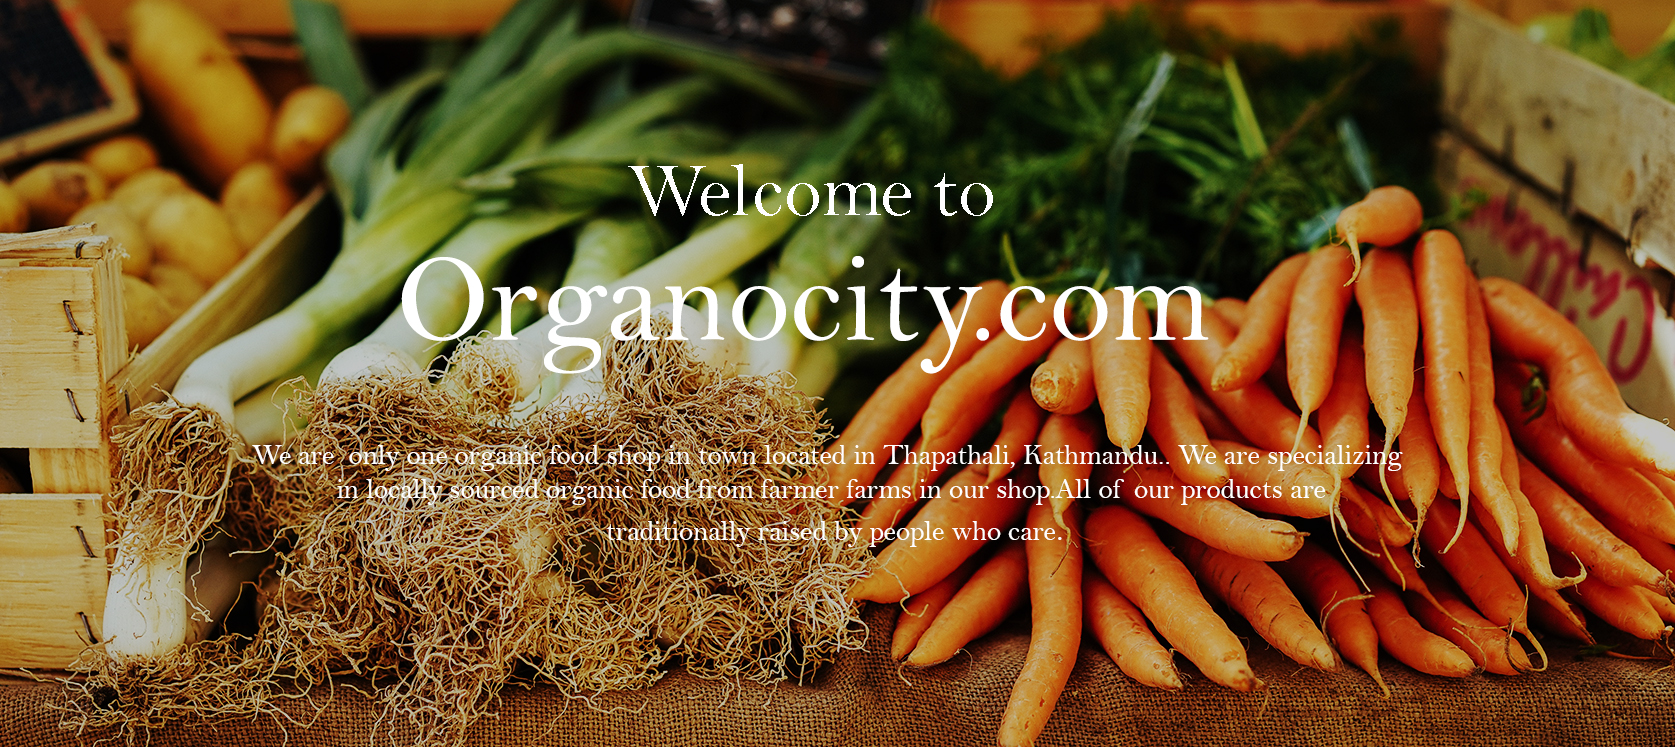 Welcome to
Organocity.com
We are only one organic food shop in town located in Thapathali, Kathmandu.. We are specializing
in locally sourced organic food from farmer farms in our shop.All of our products are
traditionally raised by people who care.